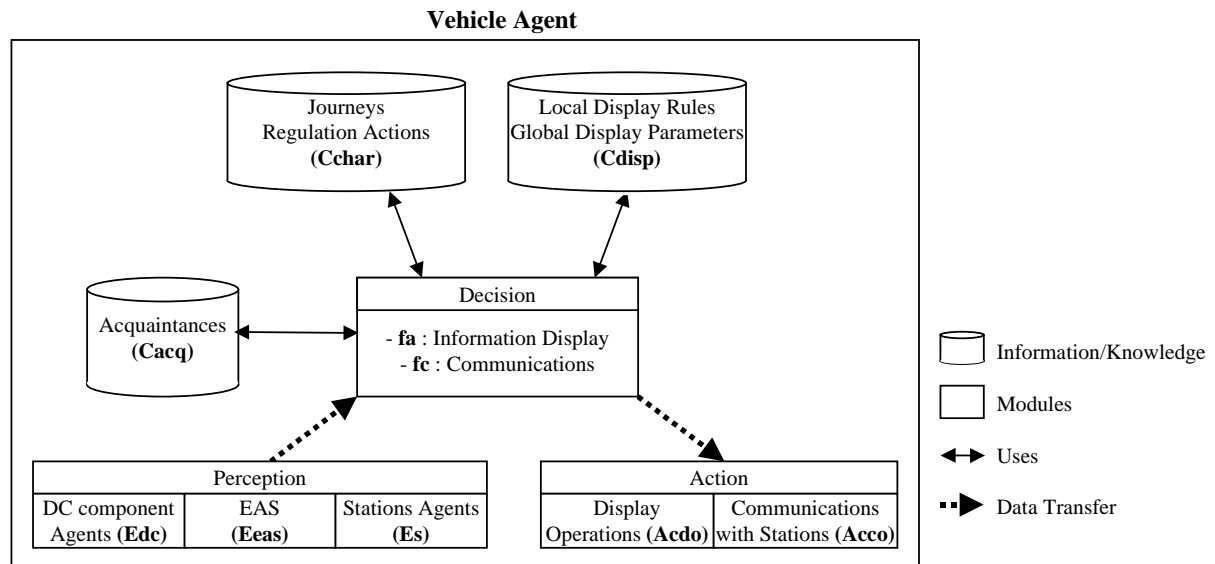 Vehicle Agent
Journeys
Regulation Actions
(Cchar)
Local Display Rules
Global Display Parameters
(Cdisp)
Acquaintances
(Cacq)
Decision
- fa : Information Display
- fc : Communications
Information/Knowledge
Modules
Uses
Data Transfer
Perception
DC component
Agents (Edc)
EAS
(Eeas)
Stations Agents
(Es)
Action
Display
Operations (Acdo)
Communications
with Stations (Acco)